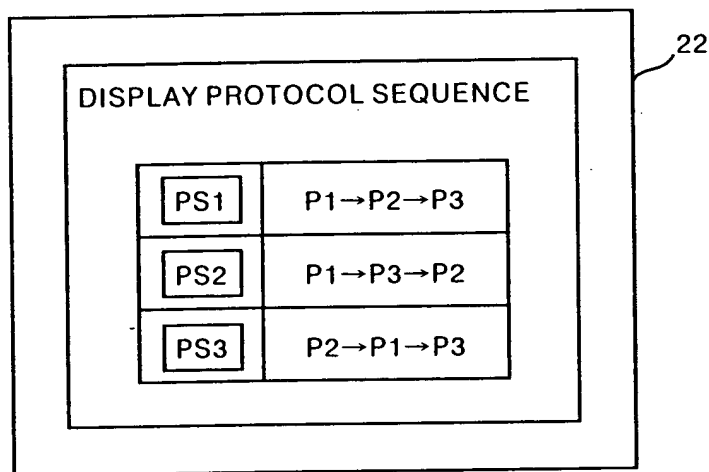 22
DISPLAY PROTOCOL SEQUENCE
PS1 P1→P2→P3
PS2 P1→P3→P2
PS3 P2→P1→P3